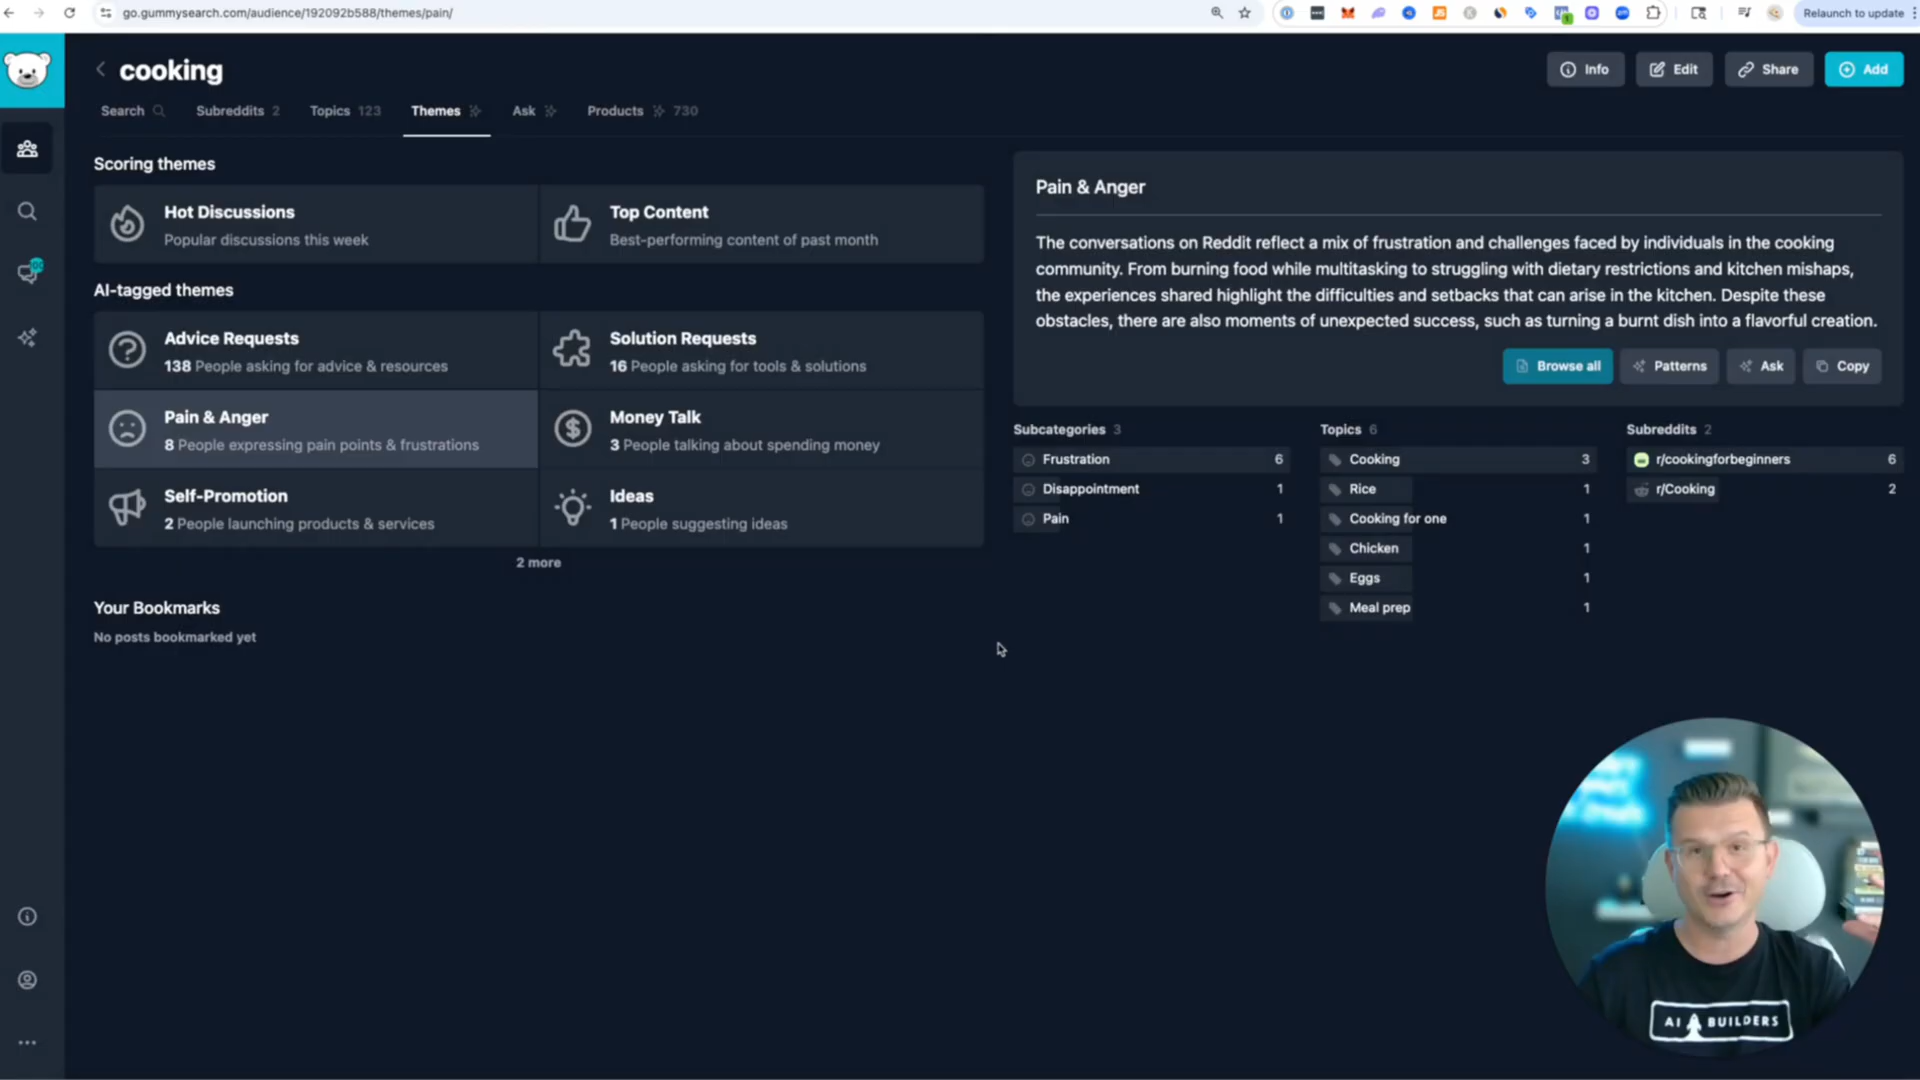 go.gummysearch.com/audience/192092b588/themes/pain/
Relaunch to update
cooking
Info
Edit
Share
Add
Search
Subreddits 2
Topics 123
Themes
Ask
Products 730
Scoring themes
Hot Discussions
Popular discussions this week
Top Content
Best-performing content of past month
AI-tagged themes
Advice Requests
138 People asking for advice & resources
Solution Requests
16 People asking for tools & solutions
Pain & Anger
8 People expressing pain points & frustrations
Money Talk
3 People talking about spending money
Self-Promotion
2 People launching products & services
Ideas
1 People suggesting ideas
2 more
Your Bookmarks
No posts bookmarked yet
Pain & Anger
The conversations on Reddit reflect a mix of frustration and challenges faced by individuals in the cooking
community. From burning food while multitasking to struggling with dietary restrictions and kitchen mishaps,
the experiences shared highlight the difficulties and setbacks that can arise in the kitchen. Despite these
obstacles, there are also moments of unexpected success, such as turning a burnt dish into a flavorful creation.
Browse all
Patterns
Ask
Copy
Subcategories 3
Frustration 6
Disappointment 1
Pain 1
Topics 6
Cooking 3
Rice 1
Cooking for one 1
Chicken 1
Eggs 1
Meal prep 1
Subreddits 2
r/cookingforbeginners 6
r/Cooking 2
AI BUILDERS